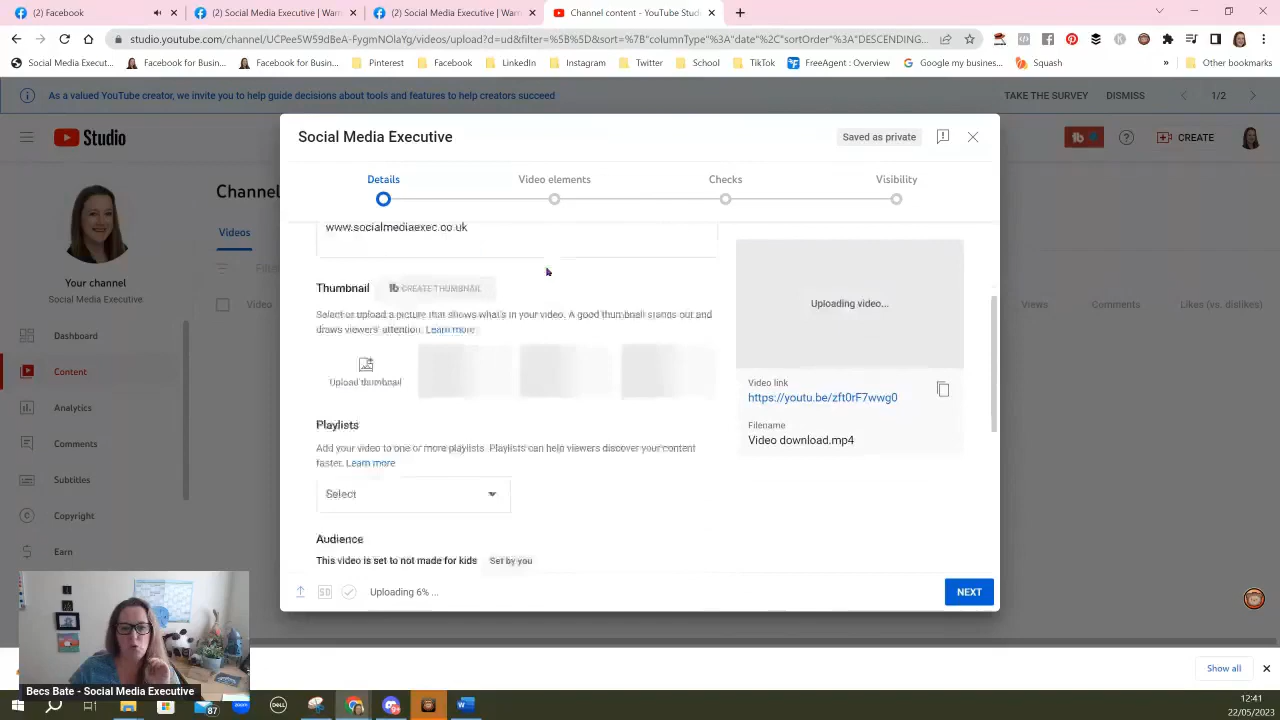 (1) Facebook
(2) Social Media Executive | Warm
(2) Social Media Executive | Warm
Channel content - YouTube Stud
studio.youtube.com/channel/UCPee5W59dBeA-FygmNOlaYg/videos/upload?d=ud&filter=%5B%5D&sort=%7B"columnType"%3A"date"%2C"sortOrder"%3A"DESCENDING...
Social Media Execut...
Facebook for Busin...
Facebook for Busin...
Pinterest
Facebook
LinkedIn
Instagram
Twitter
School
TikTok
FreeAgent : Overview
Google my business...
Squash
»
Other bookmarks
As a valued YouTube creator, we invite you to help guide decisions about tools and features to help creators succeed
TAKE THE SURVEY
DISMISS
1/2
Studio
CREATE
Social Media Executive
Saved as private
Details
Video elements
Checks
Visibility
Channel
Videos
Filte
Video
Views
Comments
Likes (vs. dislikes)
Your channel
Social Media Executive
Dashboard
Content
Analytics
Comments
Subtitles
Copyright
Earn
www.socialmediaexec.co.uk
Thumbnail
CREATE THUMBNAIL
Select or upload a picture that shows what's in your video. A good thumbnail stands out and
draws viewers' attention. Learn more
Upload thumbnail
Playlists
Add your video to one or more playlists. Playlists can help viewers discover your content
faster. Learn more
Select
Audience
This video is set to not made for kids
Set by you
Uploading video...
Video link
https://youtu.be/zft0rF7wwg0
Filename
Video download.mp4
SD
Uploading 6% ...
NEXT
Becs Bate - Social Media Executive
Show all
87
zoom
DELL
12:41
22/05/2023